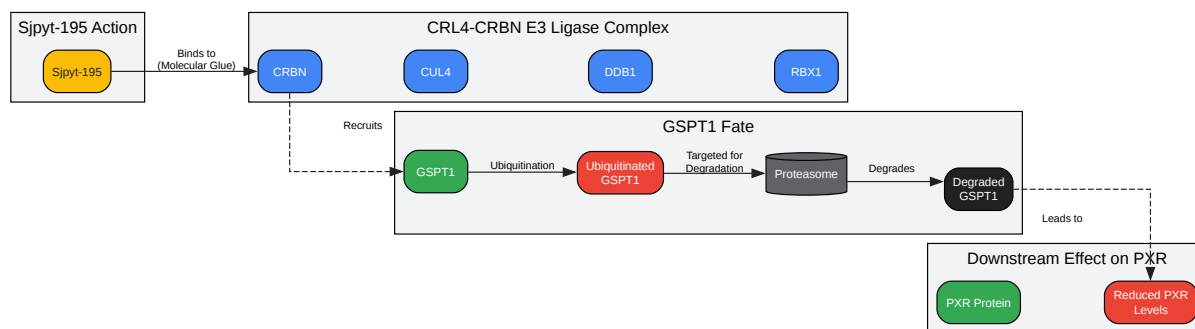 Sjpyt-195 Action
CRL4-CRBN E3 Ligase Complex
Sjpyt-195
Binds to
(Molecular Glue)
CRBN
CUL4
DDB1
RBX1
Recruits
GSPT1 Fate
GSPT1
Ubiquitination
Ubiquitinated
GSPT1
Targeted for
Degradation
Proteasome
Degrades
Degraded
GSPT1
Leads to
Downstream Effect on PXR
PXR Protein
Reduced PXR
Levels